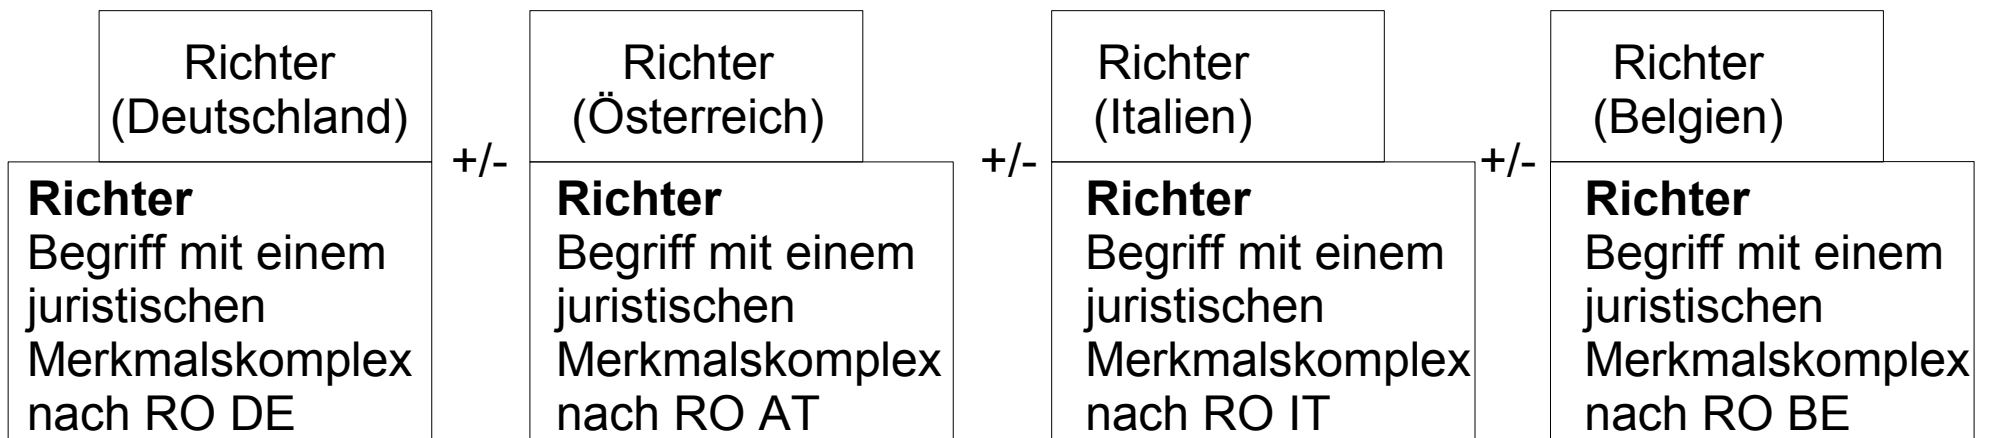 Richter
(Deutschland)
+/-
Richter
(Österreich)
+/-
Richter
(Italien)
+/-
Richter
(Belgien)
Richter
Begriff mit einem
juristischen
Merkmalskomplex
nach RO DE
Richter
Begriff mit einem
juristischen
Merkmalskomplex
nach RO AT
Richter
Begriff mit einem
juristischen
Merkmalskomplex
nach RO IT
Richter
Begriff mit einem
juristischen
Merkmalskomplex
nach RO BE